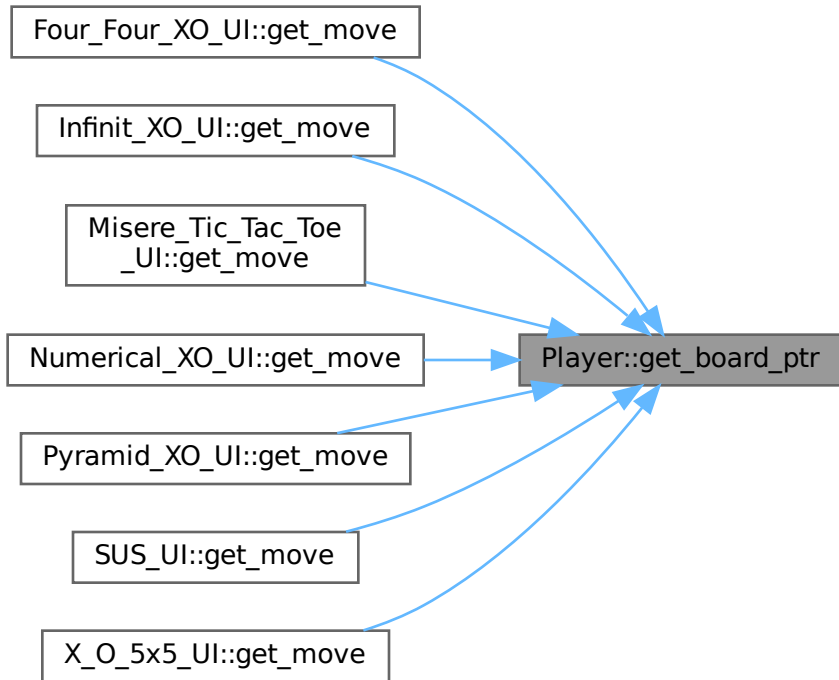 Four_Four_XO_UI::get_move
Infinit_XO_UI::get_move
Misere_Tic_Tac_Toe
_UI::get_move
Numerical_XO_UI::get_move
Player::get_board_ptr
Pyramid_XO_UI::get_move
SUS_UI::get_move
X_O_5x5_UI::get_move